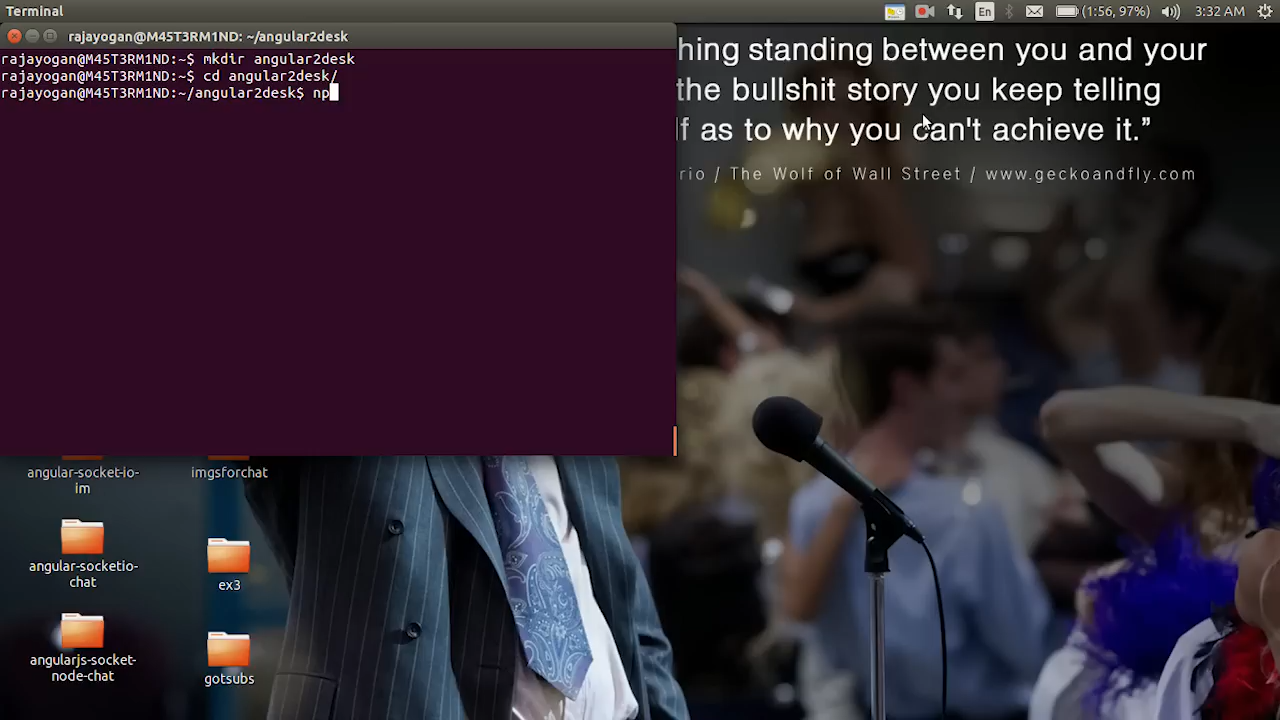 Terminal
En
(1:56, 97%)
3:32 AM
rajayogan@M45T3RM1ND: ~/angular2desk
rajayogan@M45T3RM1ND:~$ mkdir angular2desk
rajayogan@M45T3RM1ND:~$ cd angular2desk/
rajayogan@M45T3RM1ND:~/angular2desk$ np
hing standing between you and your
the bullshit story you keep telling
lf as to why you can't achieve it.”
rio / The Wolf of Wall Street / www.geckoandfly.com
angular-socket-io-
im
imgsforchat
angular-socketio-
chat
ex3
angularjs-socket-
node-chat
gotsubs